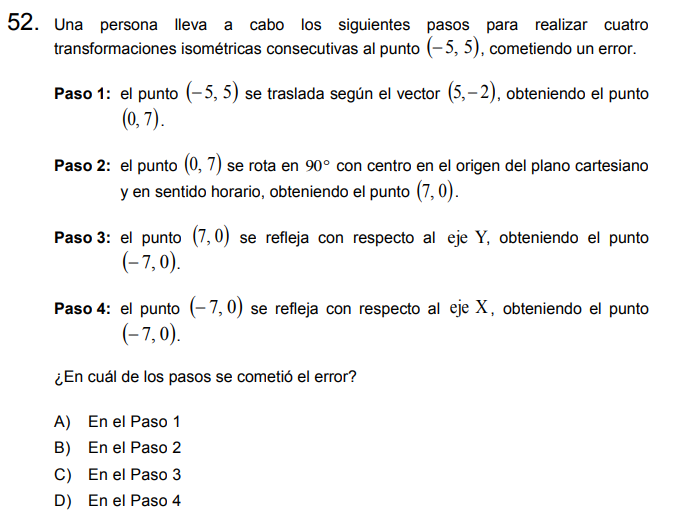 52. Una persona lleva a cabo los siguientes pasos para realizar cuatro
transformaciones isométricas consecutivas al punto (−5, 5), cometiendo un error.
Paso 1: el punto (−5, 5) se traslada según el vector (5,−2), obteniendo el punto
(0, 7).
Paso 2: el punto (0, 7) se rota en 90° con centro en el origen del plano cartesiano
y en sentido horario, obteniendo el punto (7, 0).
Paso 3: el punto (7, 0) se refleja con respecto al eje Y, obteniendo el punto
(−7, 0).
Paso 4: el punto (−7, 0) se refleja con respecto al eje X, obteniendo el punto
(−7, 0).
¿En cuál de los pasos se cometió el error?
A) En el Paso 1
B) En el Paso 2
C) En el Paso 3
D) En el Paso 4